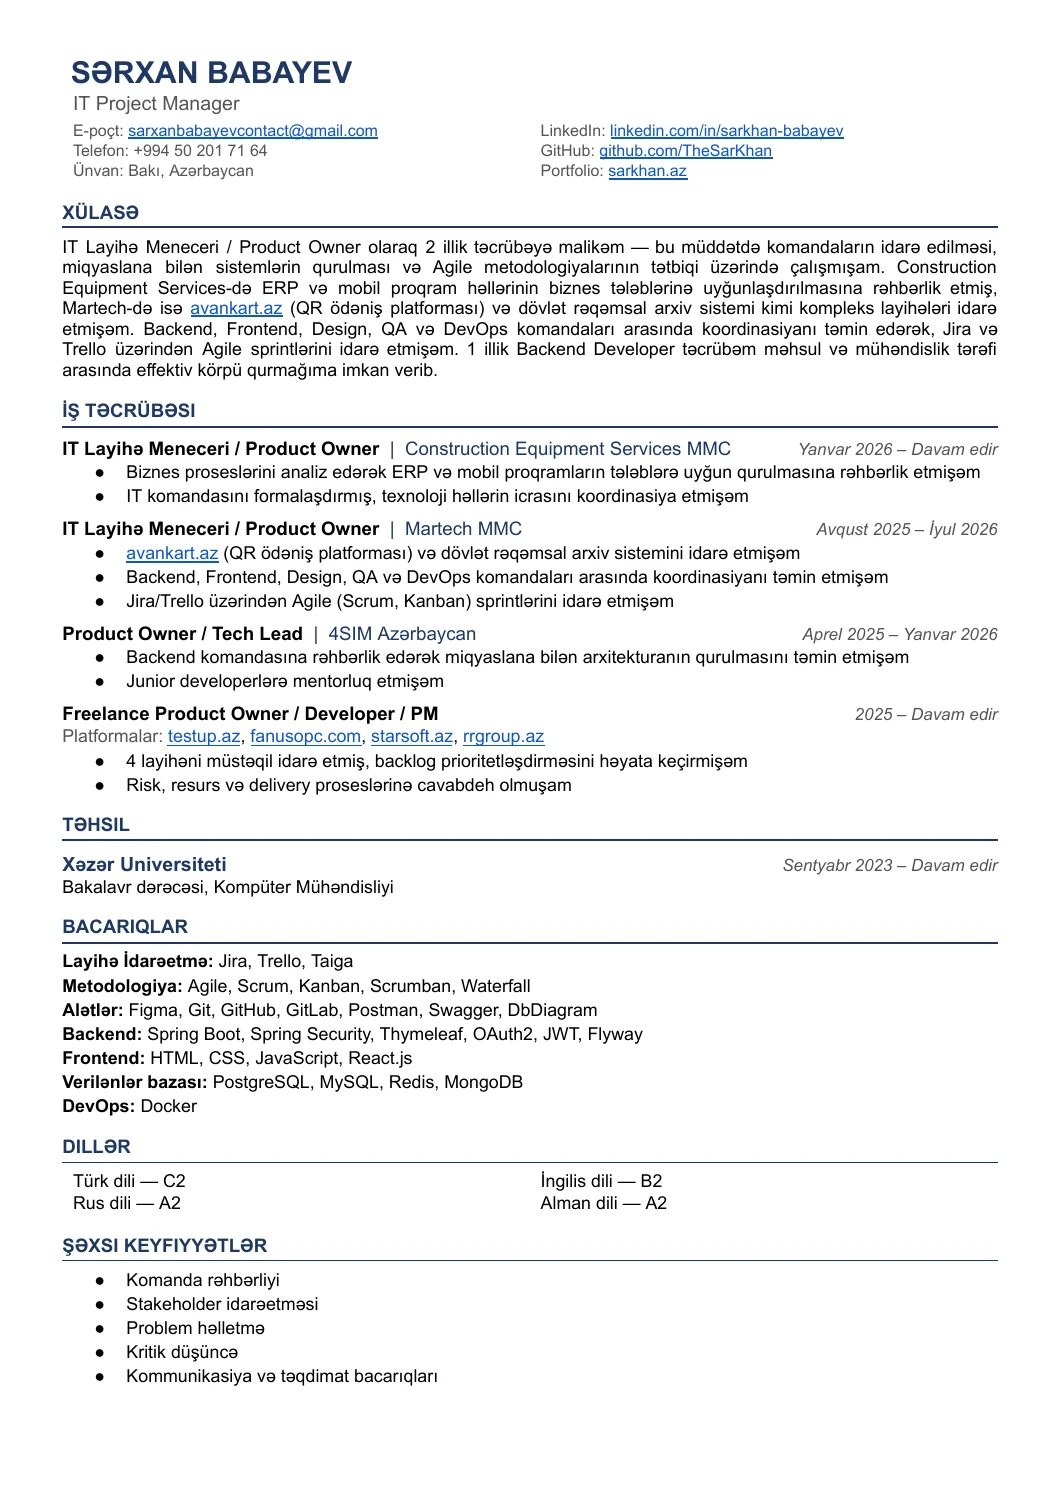 SƏRXAN BABAYEV
IT Project Manager
E-poçt: sarxanbabayevcontact@gmail.com
LinkedIn: linkedin.com/in/sarkhan-babayev
Telefon: +994 50 201 71 64
GitHub: github.com/TheSarKhan
Ünvan: Bakı, Azərbaycan
Portfolio: sarkhan.az
XÜLASƏ
IT Layihə Meneceri / Product Owner olaraq 2 illik təcrübəyə malikəm — bu müddətdə komandaların idarə edilməsi,
miqyaslana bilən sistemlərin qurulması və Agile metodologiyalarının tətbiqi üzərində çalışmışam. Construction
Equipment Services-də ERP və mobil proqram həllərinin biznes tələblərinə uyğunlaşdırılmasına rəhbərlik etmiş,
Martech-də isə avankart.az (QR ödəniş platforması) və dövlət rəqəmsal arxiv sistemi kimi kompleks layihələri idarə
etmişəm. Backend, Frontend, Design, QA və DevOps komandaları arasında koordinasiyanı təmin edərək, Jira və
Trello üzərindən Agile sprintlərini idarə etmişəm. 1 illik Backend Developer təcrübəm məhsul və mühəndislik tərəfi
arasında effektiv körpü qurmağıma imkan verib.
İŞ TƏCRÜBƏSI
IT Layihə Meneceri / Product Owner | Construction Equipment Services MMC Yanvar 2026 – Davam edir
● Biznes proseslərini analiz edərək ERP və mobil proqramların tələblərə uyğun qurulmasına rəhbərlik etmişəm
● IT komandasını formalaşdırmış, texnoloji həllərin icrasını koordinasiya etmişəm
IT Layihə Meneceri / Product Owner | Martech MMC Avqust 2025 – İyul 2026
● avankart.az (QR ödəniş platforması) və dövlət rəqəmsal arxiv sistemini idarə etmişəm
● Backend, Frontend, Design, QA və DevOps komandaları arasında koordinasiyanı təmin etmişəm
● Jira/Trello üzərindən Agile (Scrum, Kanban) sprintlərini idarə etmişəm
Product Owner / Tech Lead | 4SIM Azərbaycan Aprel 2025 – Yanvar 2026
● Backend komandasına rəhbərlik edərək miqyaslana bilən arxitekturanın qurulmasını təmin etmişəm
● Junior developerlərə mentorluq etmişəm
Freelance Product Owner / Developer / PM 2025 – Davam edir
Platformalar: testup.az, fanusopc.com, starsoft.az, rrgroup.az
● 4 layihəni müstəqil idarə etmiş, backlog prioritetləşdirməsini həyata keçirmişəm
● Risk, resurs və delivery proseslərinə cavabdeh olmuşam
TƏHSIL
Xəzər Universiteti Sentyabr 2023 – Davam edir
Bakalavr dərəcəsi, Kompüter Mühəndisliyi
BACARIQLAR
Layihə İdarəetmə: Jira, Trello, Taiga
Metodologiya: Agile, Scrum, Kanban, Scrumban, Waterfall
Alətlər: Figma, Git, GitHub, GitLab, Postman, Swagger, DbDiagram
Backend: Spring Boot, Spring Security, Thymeleaf, OAuth2, JWT, Flyway
Frontend: HTML, CSS, JavaScript, React.js
Verilənlər bazası: PostgreSQL, MySQL, Redis, MongoDB
DevOps: Docker
DILLƏR
Türk dili — C2
İngilis dili — B2
Rus dili — A2
Alman dili — A2
ŞƏXSI KEYFIYYƏTLƏR
● Komanda rəhbərliyi
● Stakeholder idarəetməsi
● Problem həlletmə
● Kritik düşüncə
● Kommunikasiya və təqdimat bacarıqları